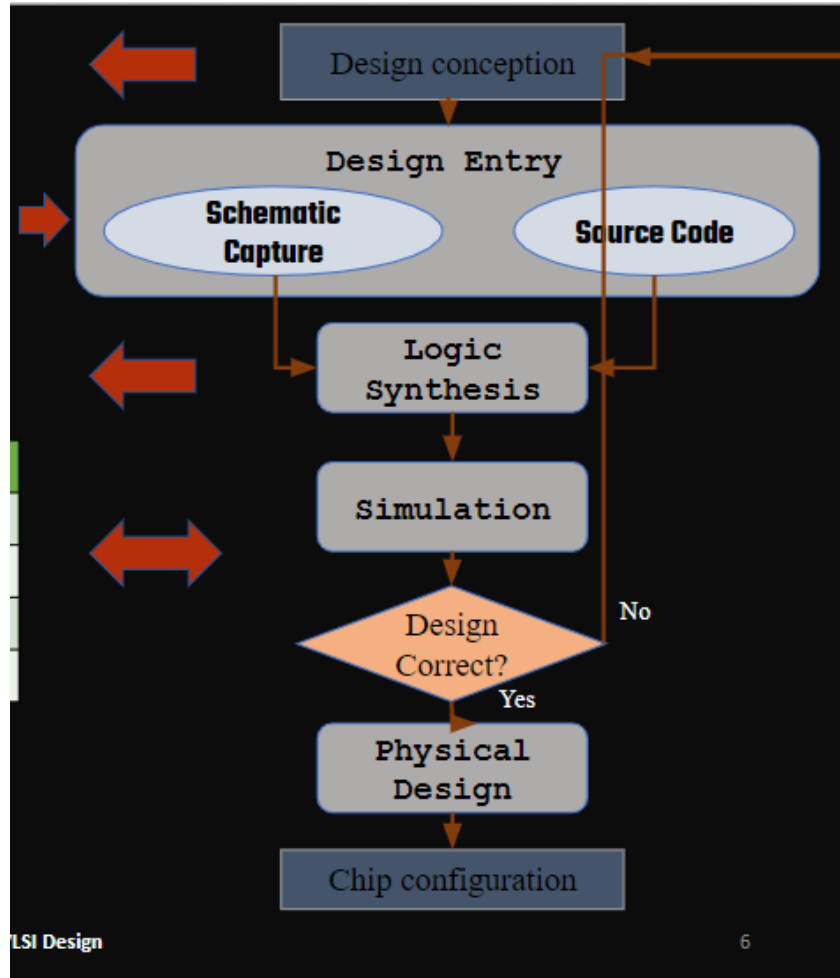 Design conception
Design Entry
Schematic
Capture
Source Code
Logic
Synthesis
Simulation
Design
Correct?
No
Yes
Physical
Design
Chip configuration
VLSI Design
6